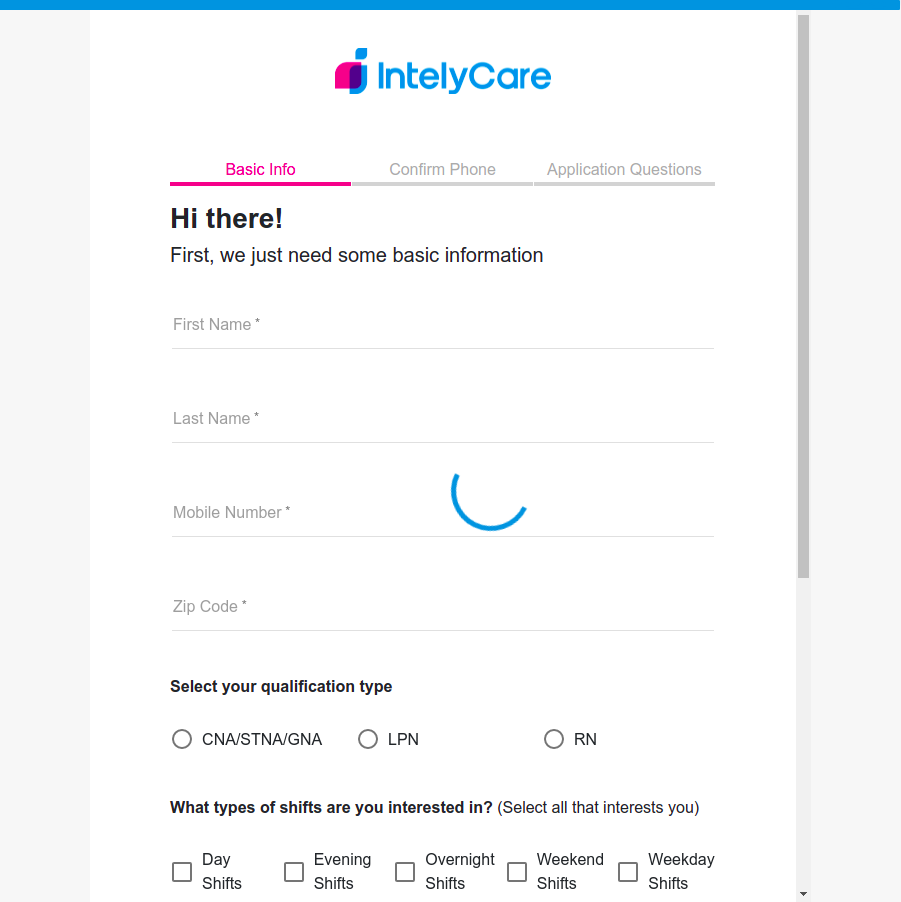 IntelyCare
Basic Info Confirm Phone Application Questions
Hi there!
First, we just need some basic information
First Name *
Last Name *
Mobile Number *
Zip Code *
Select your qualification type
CNA/STNA/GNA LPN RN
What types of shifts are you interested in? (Select all that interests you)
Day Shifts
Evening Shifts
Overnight Shifts
Weekend Shifts
Weekday Shifts